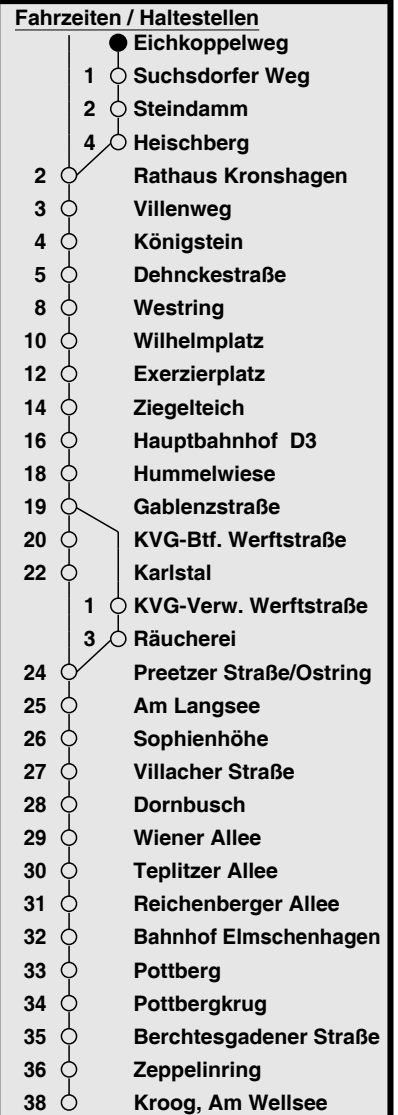 Fahrzeiten / Haltestellen
Eichkoppelweg
1 Suchsdorfer Weg
2 Steindamm
4 Heischberg
2 Rathaus Kronshagen
3 Villenweg
4 Königstein
5 Dehnckestraße
8 Westring
10 Wilhelmplatz
12 Exerzierplatz
14 Ziegelteich
16 Hauptbahnhof D3
18 Hummelwiese
19 Gablenzstraße
20 KVG-Btf. Werftstraße
22 Karlstal
1 KVG-Verw. Werftstraße
3 Räucherei
24 Preetzer Straße/Ostring
25 Am Langsee
26 Sophienhöhe
27 Villacher Straße
28 Dornbusch
29 Wiener Allee
30 Teplitzer Allee
31 Reichenberger Allee
32 Bahnhof Elmschenhagen
33 Pottberg
34 Pottbergkrug
35 Berchtesgadener Straße
36 Zeppelinring
38 Kroog, Am Wellsee